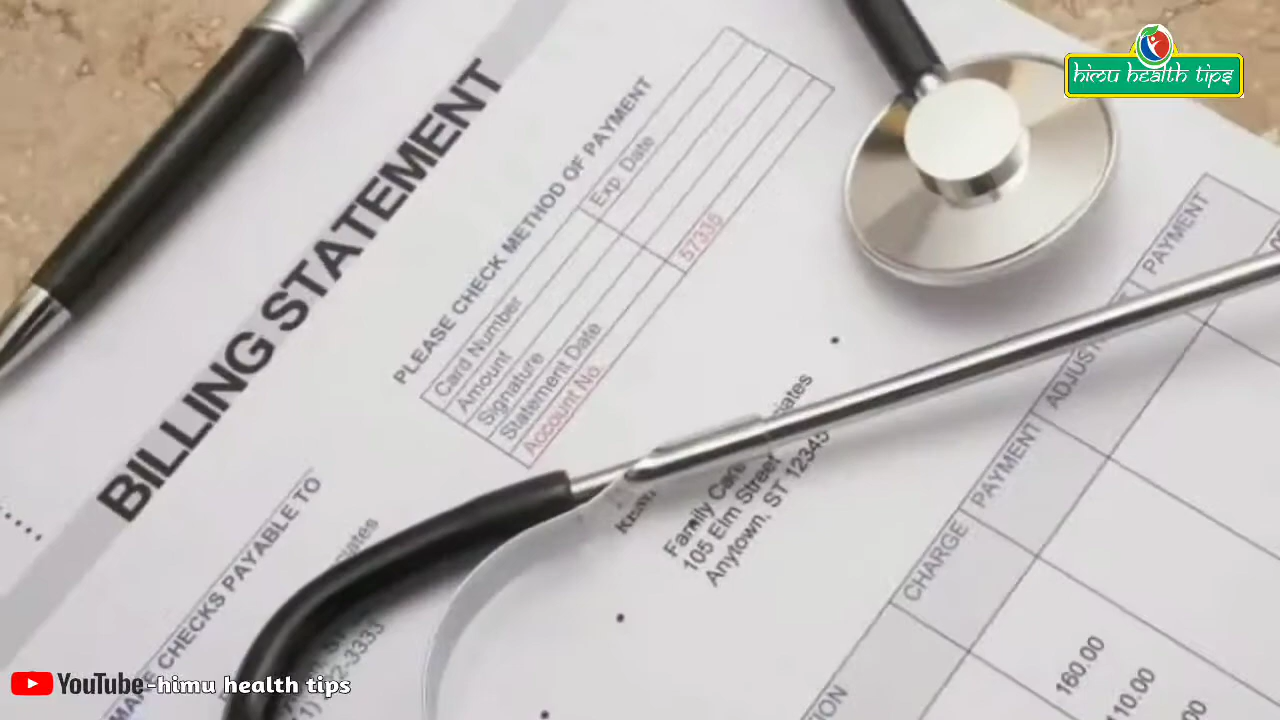 himu health tips
BILLING STATEMENT
PLEASE CHECK METHOD OF PAYMENT
Card Number
Exp Date
Amount
Signature
Statement Date
Account No.
57335
MAKE CHECKS PAYABLE TO
Family Care
105 Elm Street
Anytown, ST 12345
CHARGE
PAYMENT
PAYMENT
160.00
110.00
YouTube-himu health tips